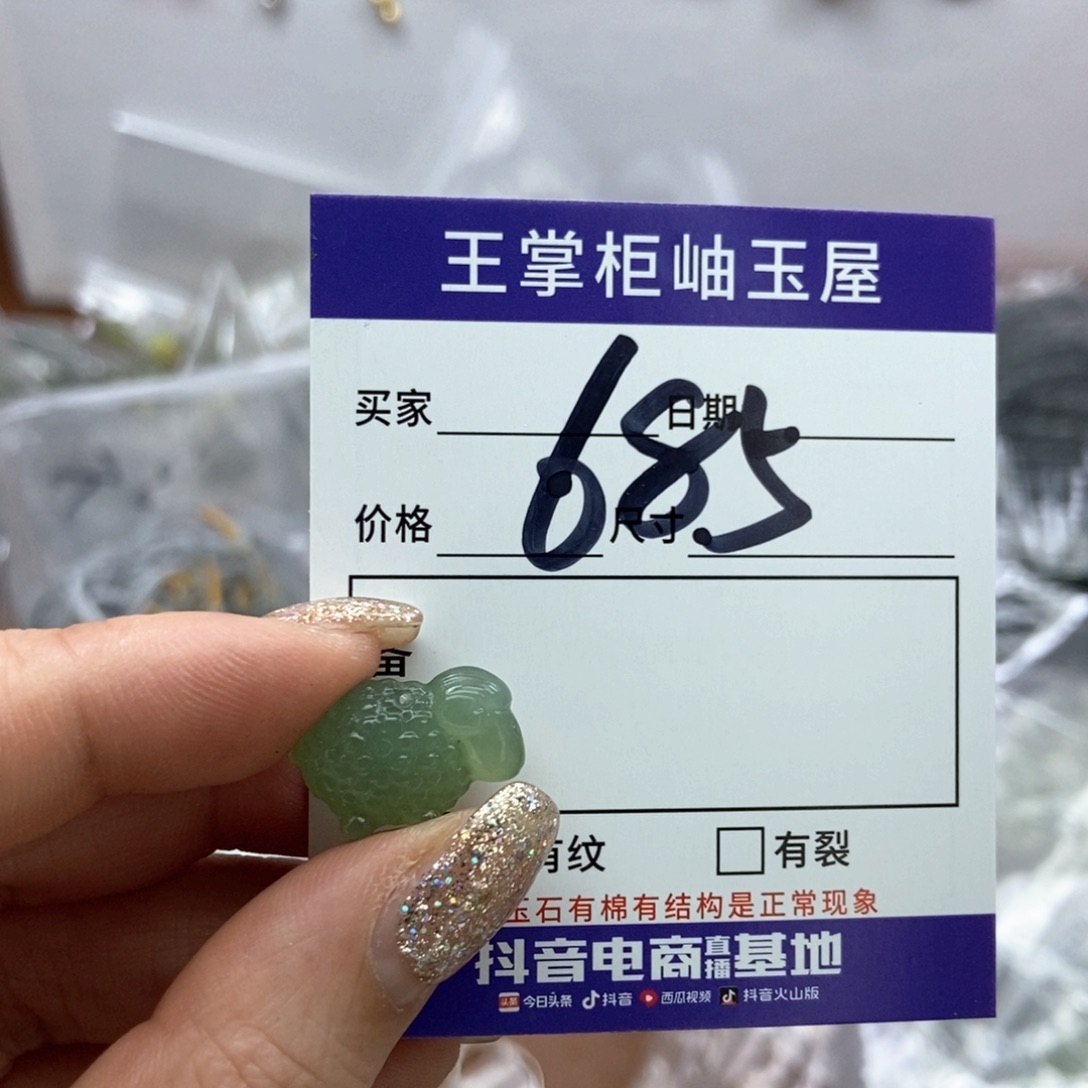 王掌柜岫玉屋
买家 日期
685
价格 尺寸
有纹 有裂
玉石有棉有结构是正常现象
抖音电商直播基地
头条 今日头条 抖音 西瓜视频 抖音火山版